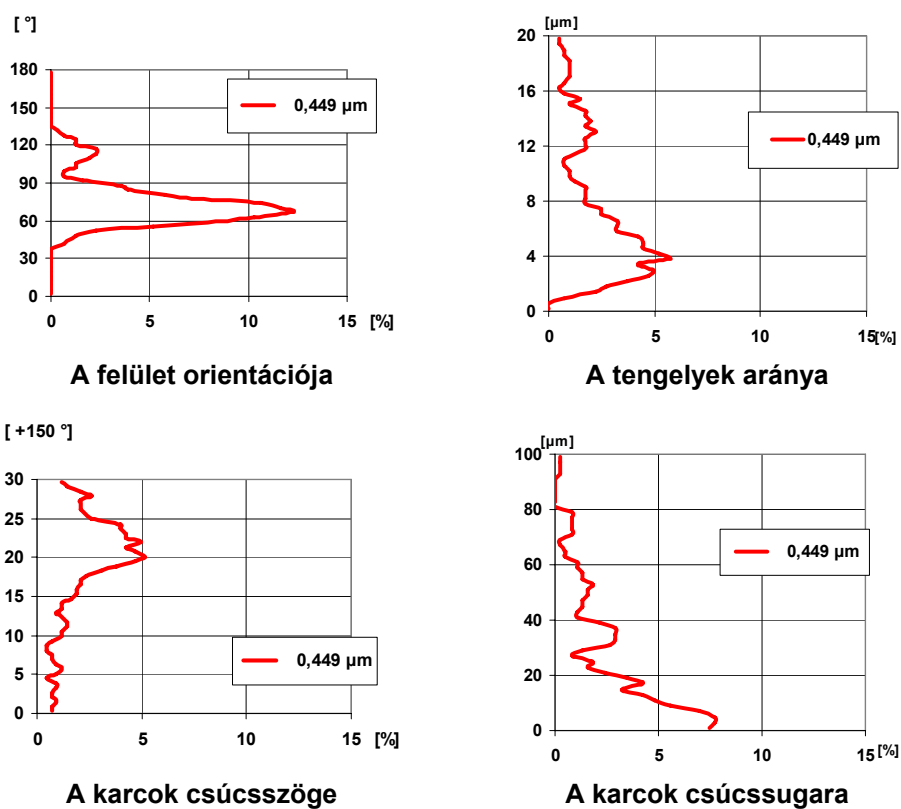 [ °]
180
150
120
90
60
30
0
0 5 10 15 [%]
0,449 µm
A felület orientációja
[µm]
20
16
12
8
4
0
0 5 10 15[%]
0,449 µm
A tengelyek aránya
[ +150 °]
30
25
20
15
10
5
0
0 5 10 15 [%]
0,449 µm
A karcok csúcsszöge
[µm]
100
80
60
40
20
0
0 5 10 15[%]
0,449 µm
A karcok csúcssugara